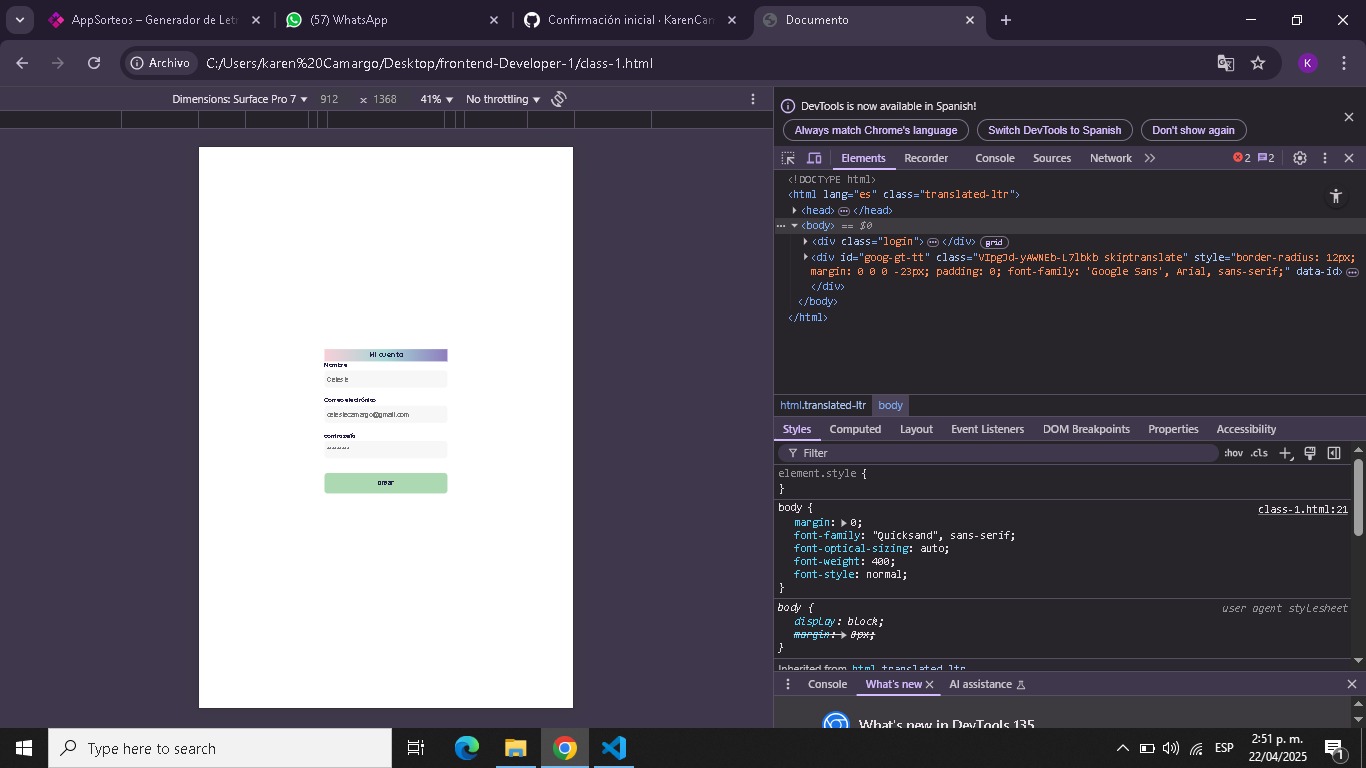 AppSorteos – Generador de Let
(57) WhatsApp
Confirmación inicial · KarenCam
Documento
Archivo
C:/Users/karen%20Camargo/Desktop/frontend-Developer-1/class-1.html
K
Dimensions: Surface Pro 7 912 x 1368 41% No throttling
DevTools is now available in Spanish!
Always match Chrome's language
Switch DevTools to Spanish
Don't show again
Elements Recorder Console Sources Network 2 2
<!DOCTYPE html>
<html lang="es" class="translated-ltr">
<head> </head>
<body> == $0
<div class="login"> </div> grid
<div id="goog-gt-tt" class="VIpgJd-yAWNEb-L7lbkb skiptranslate" style="border-radius: 12px;
margin: 0 0 0 -23px; padding: 0; font-family: 'Google Sans', Arial, sans-serif;" data-id>
</div>
</body>
</html>
Mi cuenta
Nombre
Celeste
Correo electrónico
celestecamargo@gmail.com
contraseña
*********
crear
html.translated-ltr body
Styles Computed Layout Event Listeners DOM Breakpoints Properties Accessibility
Filter :hov .cls
element.style {
}
body { class-1.html:21
margin: 0;
font-family: "Quicksand", sans-serif;
font-optical-sizing: auto;
font-weight: 400;
font-style: normal;
}
body { user agent stylesheet
display: block;
margin: 8px;
}
Inherited from html.translated-ltr
Console What's new AI assistance
What's new in DevTools 135
Type here to search
ESP
2:51 p. m.
22/04/2025
1